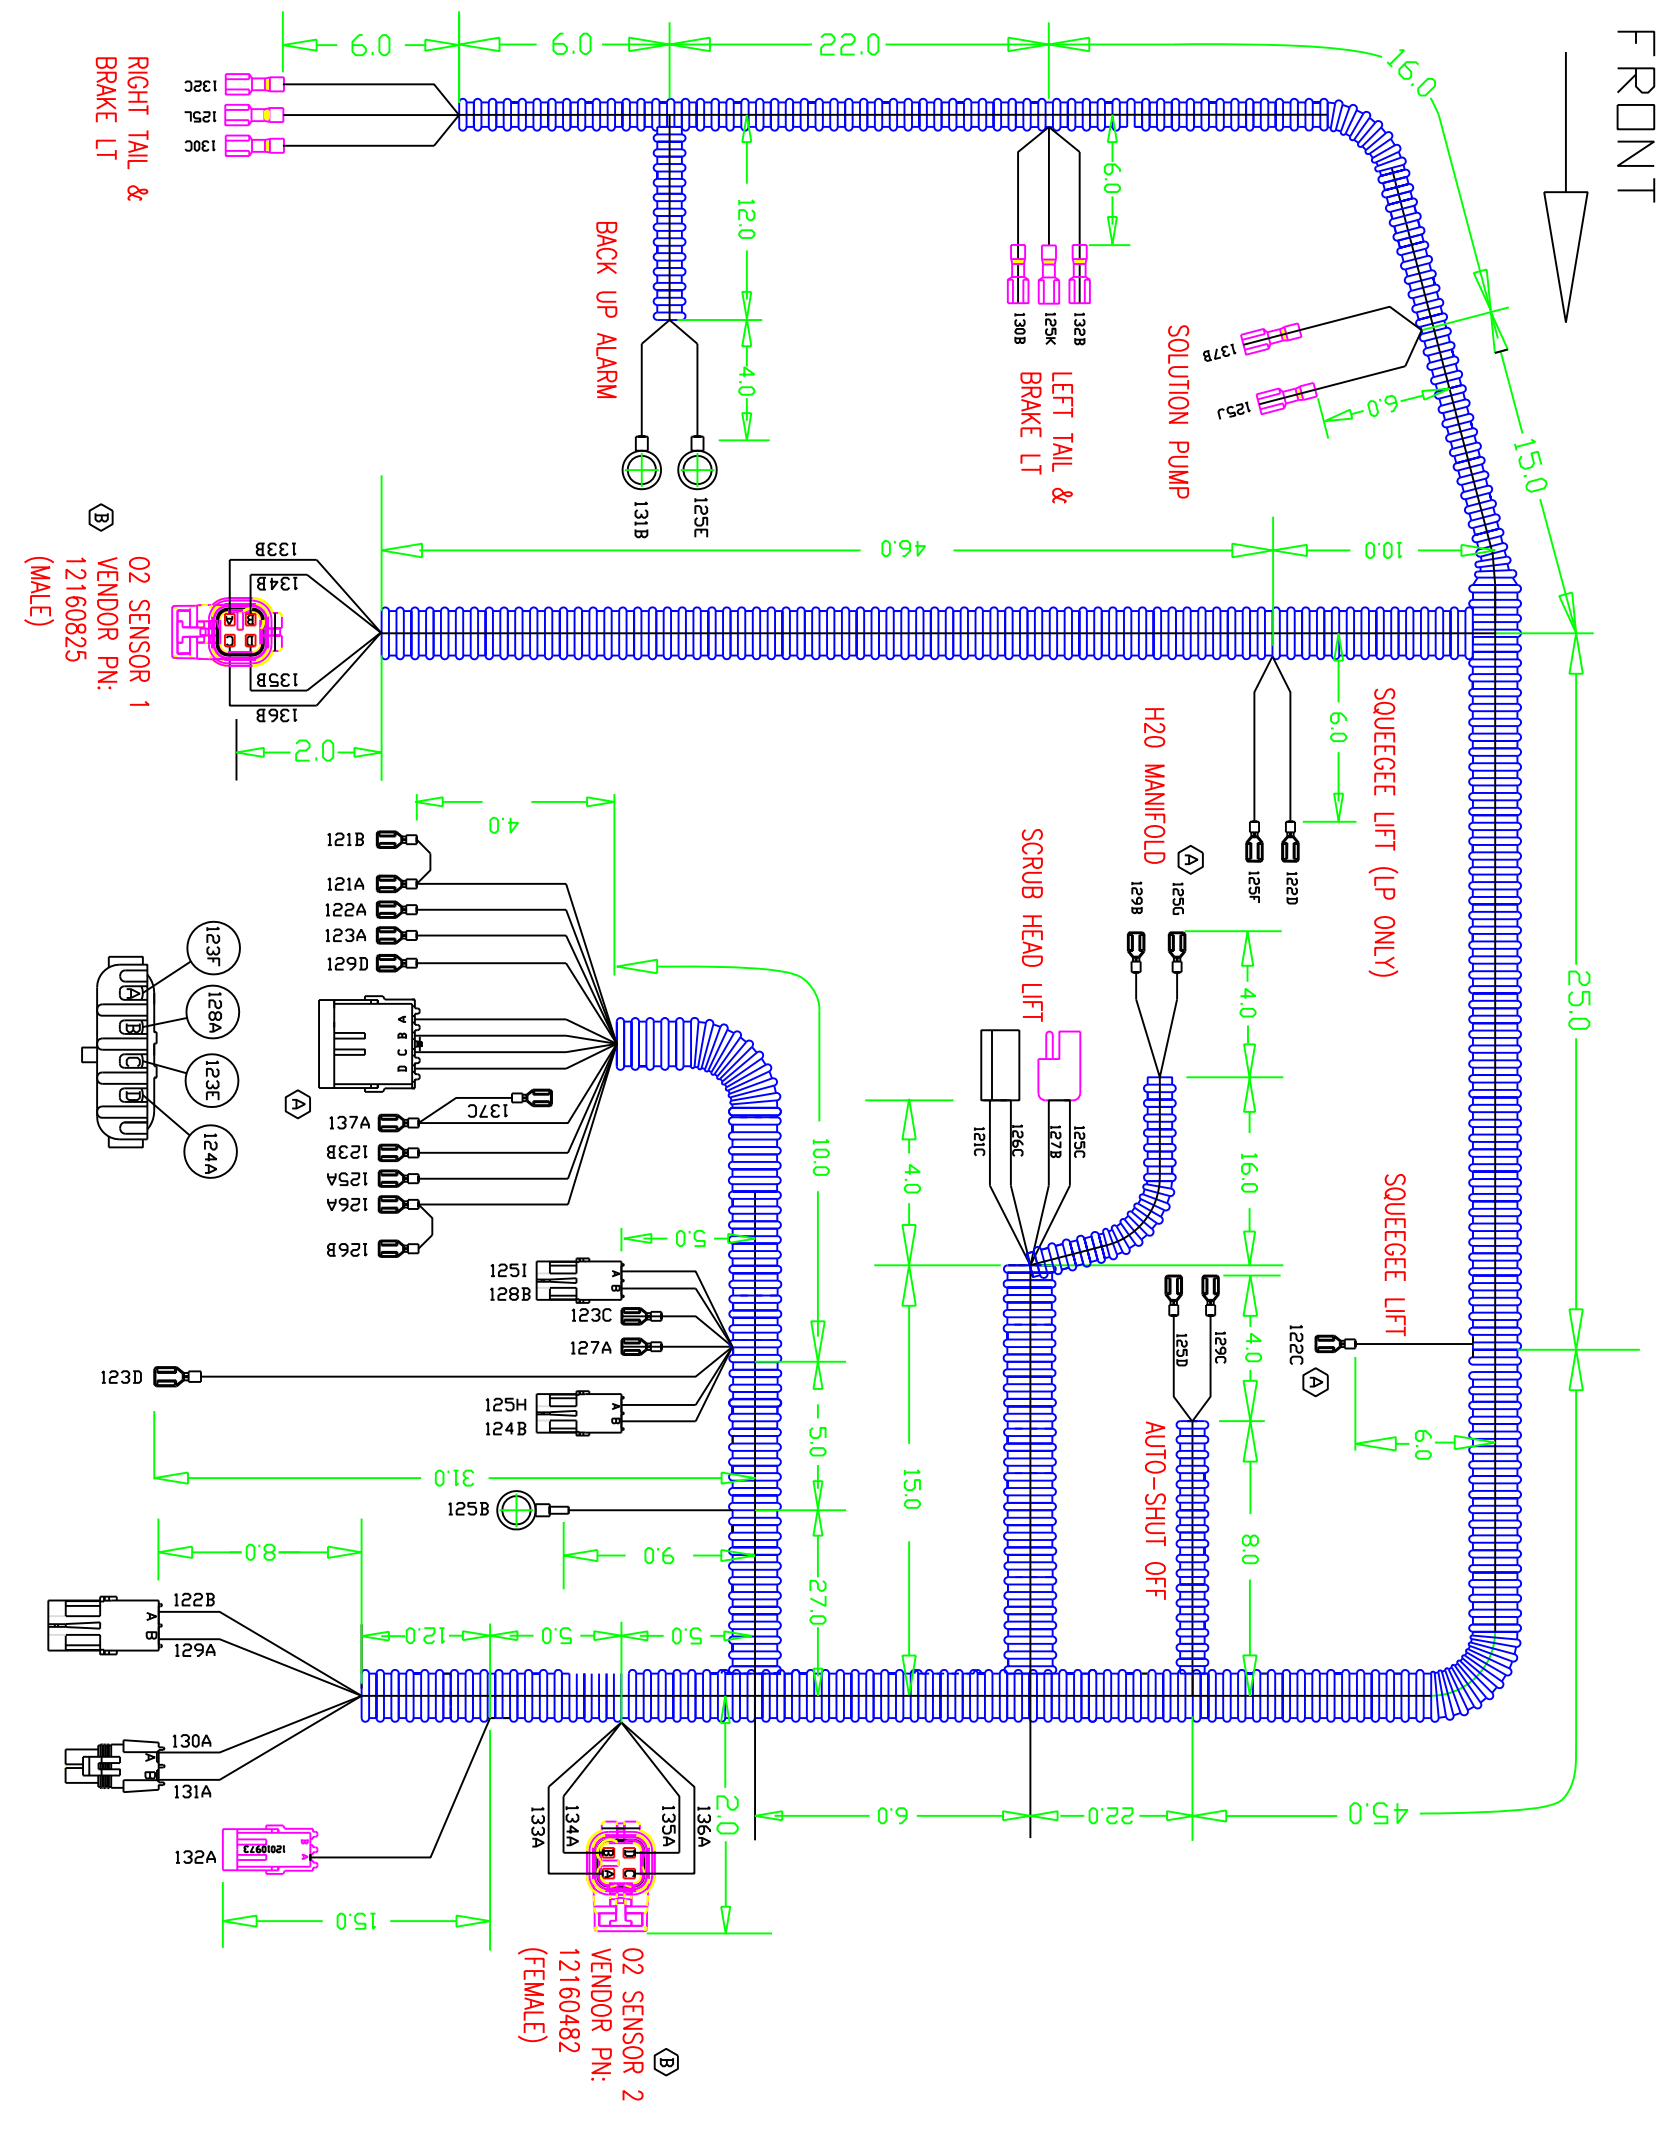 FRONT
6.0
6.0
22.0
16.0
15.0
25.0
45.0
132C
125L
130C
RIGHT TAIL &
BRAKE LT
12.0
4.0
BACK UP ALARM
131B
125E
6.0
130B
125K
132B
LEFT TAIL &
BRAKE LT
SOLUTION PUMP
137B
125J
6.0
46.0
10.0
B
O2 SENSOR 1
VENDOR PN:
12160825
(MALE)
133B
134B
A
B
C
D
135B
136B
2.0
6.0
125F
122D
SQUEEGEE LIFT (LP ONLY)
H20 MANIFOLD
A
129B
125G
4.0
16.0
SCRUB HEAD LIFT
121C
126C
127B
125C
4.0
15.0
SQUEEGEE LIFT
122C
A
6.0
125D
129C
4.0
8.0
AUTO-SHUT OFF
4.0
121B
121A
122A
123A
129D
A
B
C
D
A
137C
137A
123B
125A
126A
126B
123F
128A
123E
124A
A
B
C
D
10.0
5.0
125I
128B
A
B
123C
127A
123D
125H
124B
A
B
5.0
31.0
125B
9.0
27.0
8.0
12.0
5.0
5.0
122B
129A
A
B
130A
131A
A
B
132A
12010973
A
B
15.0
133A
134A
135A
136A
B
D
A
C
2.0
6.0
22.0
O2 SENSOR 2
VENDOR PN:
12160482
(FEMALE)
B